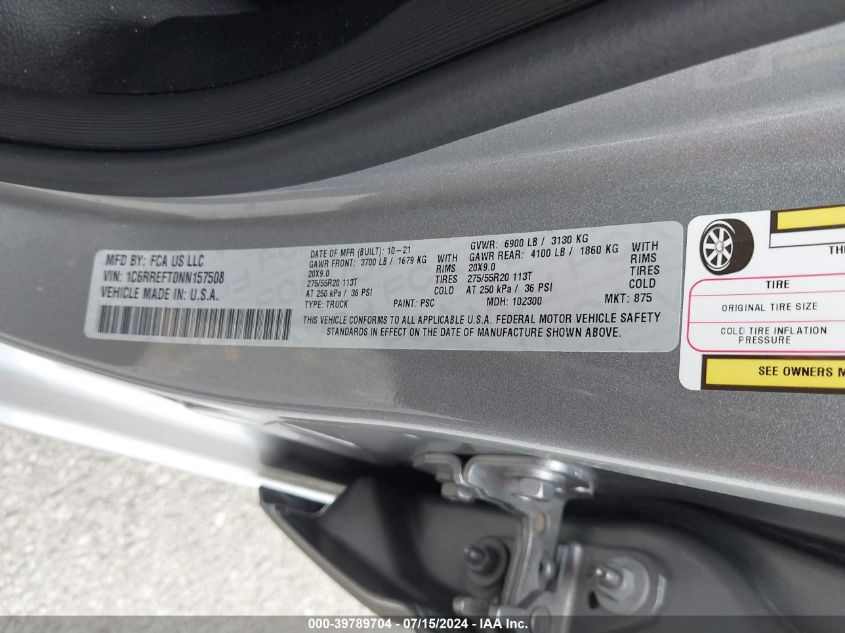 MFD BY: FCA US LLC
VIN: 1C6RREFT0NN157508
VEHICLE MADE IN U.S.A.
DATE OF MFR (BUILT): 10-21
GAWR FRONT: 3700 LB / 1679 KG WITH
20X9.0 RIMS
275/55R20 113T TIRES
AT 250 kPa / 36 PSI COLD
TYPE: TRUCK PAINT: PSC
GVWR: 6900 LB / 3130 KG
GAWR REAR: 4100 LB / 1860 KG WITH
20X9.0 RIMS
275/55R20 113T TIRES
AT 250 kPa / 36 PSI COLD
MDH: 102300 MKT: 875
THIS VEHICLE CONFORMS TO ALL APPLICABLE U.S.A. FEDERAL MOTOR VEHICLE SAFETY
STANDARDS IN EFFECT ON THE DATE OF MANUFACTURE SHOWN ABOVE.
The
TIRE
ORIGINAL TIRE SIZE
COLD TIRE INFLATION
PRESSURE
SEE OWNERS M
000-39789704 - 07/15/2024 - IAA Inc.